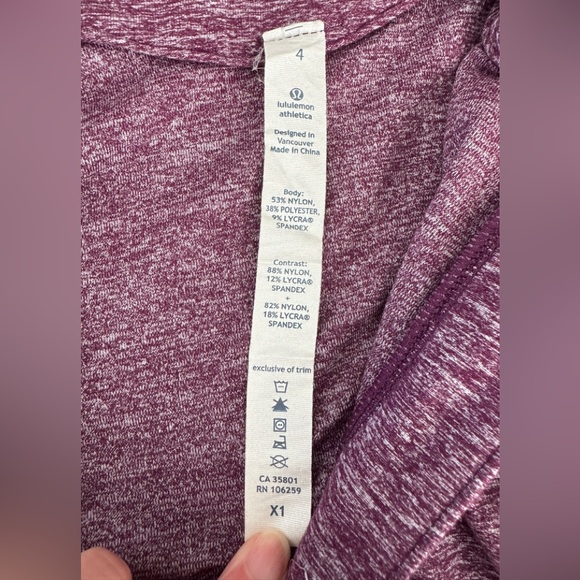 4
lululemon
athletica
Designed in
Vancouver
Made in China
Body:
53% NYLON,
38% POLYESTER,
9% LYCRA®
SPANDEX
Contrast:
88% NYLON,
12% LYCRA®
SPANDEX
+
82% NYLON,
18% LYCRA®
SPANDEX
exclusive of trim
CA 35801
RN 106259
X1